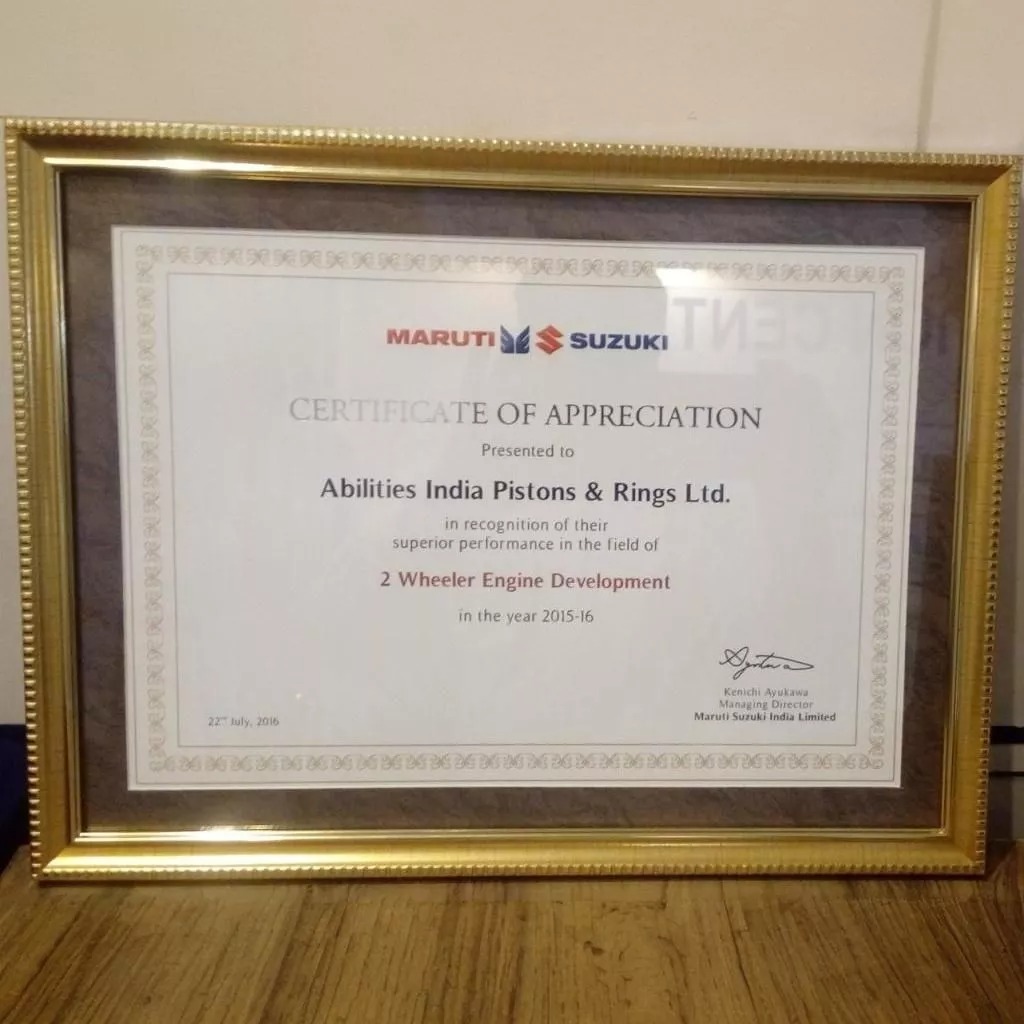 MARUTI SUZUKI
CERTIFICATE OF APPRECIATION
Presented to
Abilities India Pistons & Rings Ltd.
in recognition of their
superior performance in the field of
2 Wheeler Engine Development
in the year 2015-16
Kenichi Ayukawa
Managing Director
Maruti Suzuki India Limited
22nd July, 2016